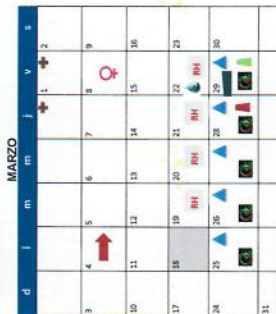 MARZO
d l m m j v s
1 2
3 4 5 6 7 8 9
10 11 12 13 14 15 16
17 18 19 20 21 22 23
RH RH RH RH
24 25 26 27 28 29 30
31